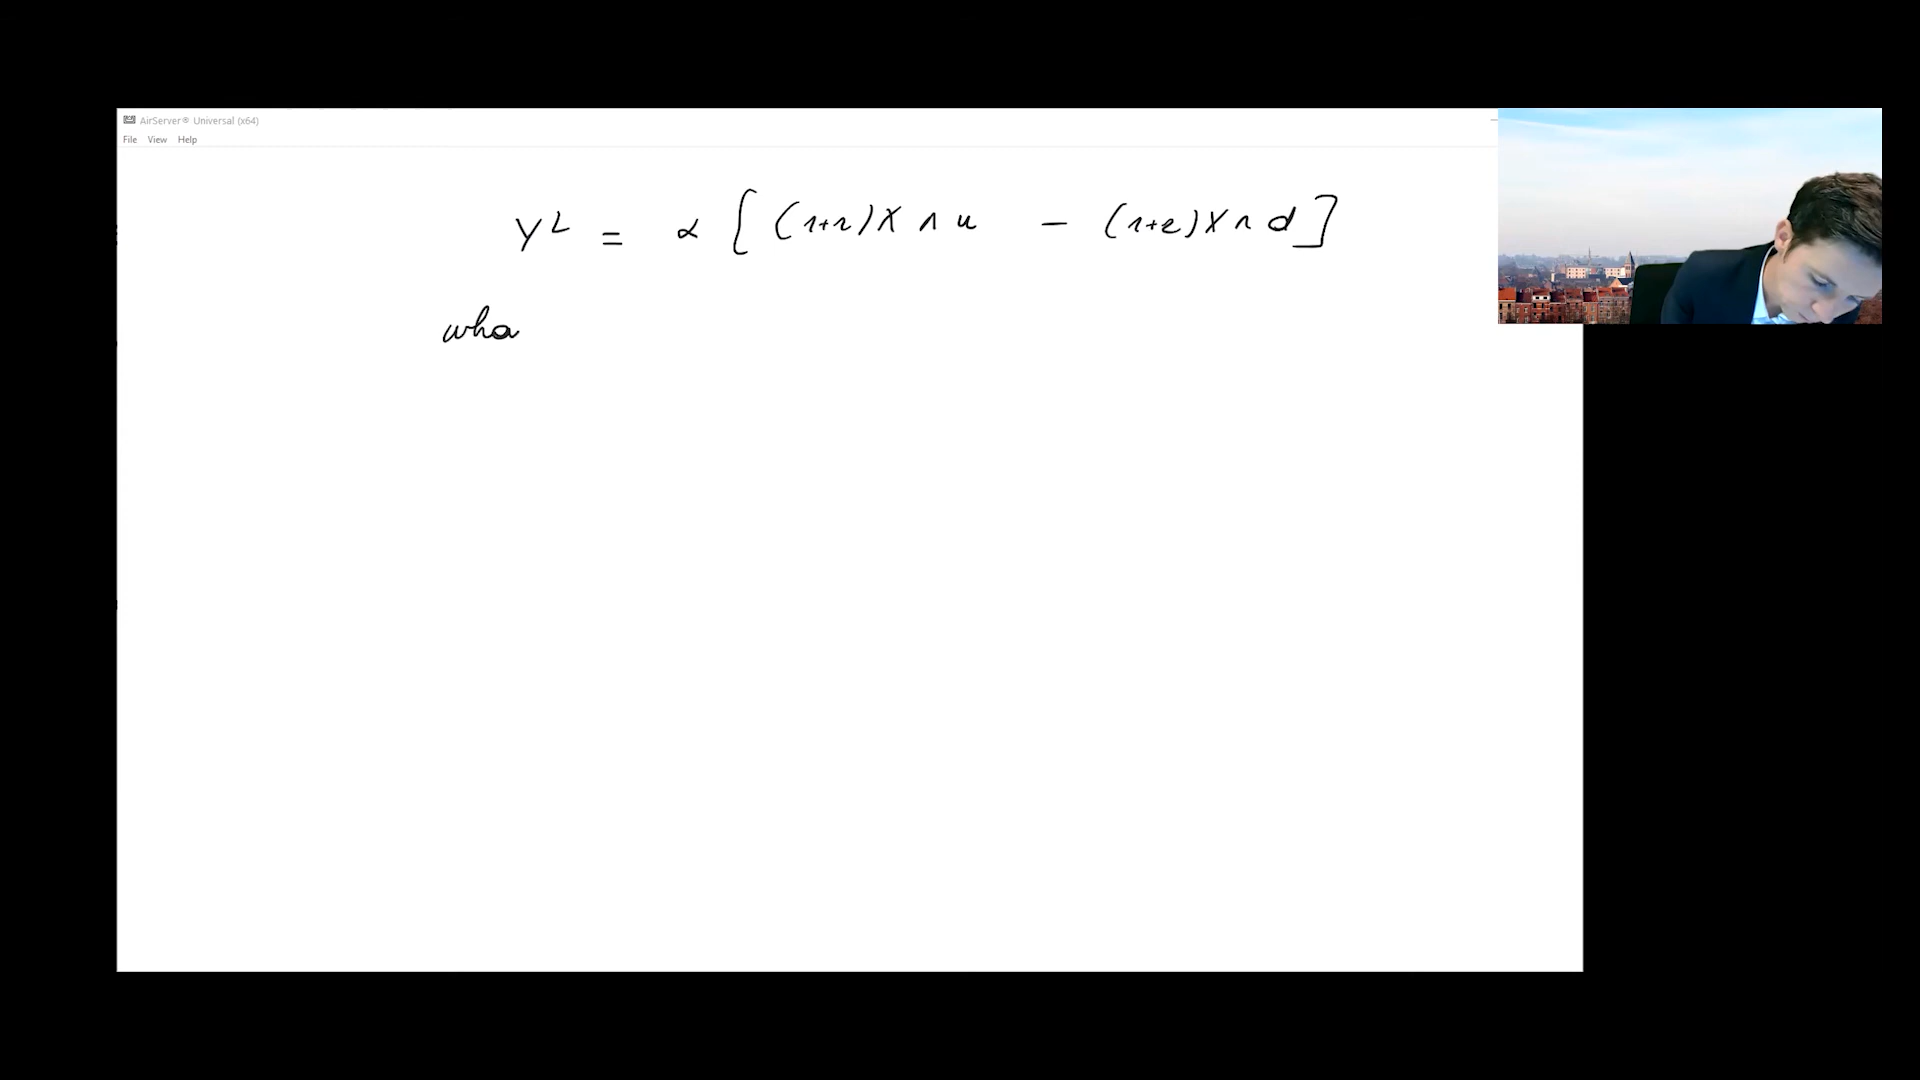 AirServer® Universal (x64)
File View Help
Y^L = α [ (1+r)X ∧ u - (1+r)X ∧ d ]
wha